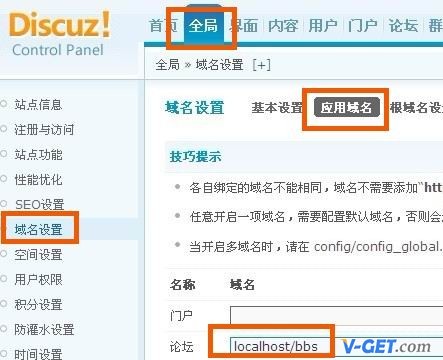 Discuz!
Control Panel
首页 全局 界面 内容 用户 门户 论坛
全局 » 域名设置 [+]
站点信息
注册与访问
站点功能
性能优化
SEO设置
域名设置
空间设置
用户权限
积分设置
防灌水设置
时间设置
域名设置 基本设置 应用域名 根域名设
技巧提示
各自绑定的域名不能相同,域名不需要添加"htt
任意开启一项域名,需要配置默认域名,否则会
当开启多域名时,请在 config/config_global.
名称 域名
门户
论坛 localhost/bbs
V-GET.com